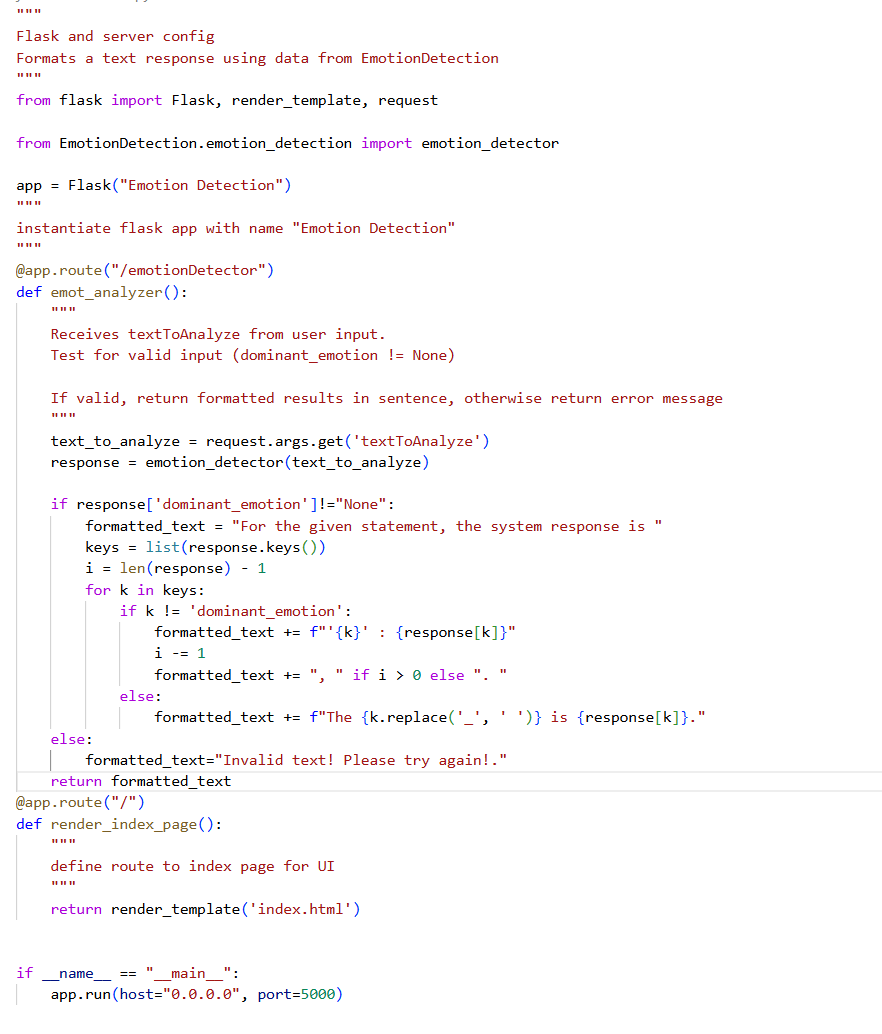 """
Flask and server config
Formats a text response using data from EmotionDetection
"""
from flask import Flask, render_template, request

from EmotionDetection.emotion_detection import emotion_detector

app = Flask("Emotion Detection")
"""
instantiate flask app with name "Emotion Detection"
"""
@app.route("/emotionDetector")
def emot_analyzer():
    """
    Receives textToAnalyze from user input.
    Test for valid input (dominant_emotion != None)

    If valid, return formatted results in sentence, otherwise return error message
    """
    text_to_analyze = request.args.get('textToAnalyze')
    response = emotion_detector(text_to_analyze)

    if response['dominant_emotion']!="None":
        formatted_text = "For the given statement, the system response is "
        keys = list(response.keys())
        i = len(response) - 1
        for k in keys:
            if k != 'dominant_emotion':
                formatted_text += f"'{k}' : {response[k]}"
                i -= 1
                formatted_text += ", " if i > 0 else ". "
            else:
                formatted_text += f"The {k.replace('_', ' ')} is {response[k]}."
    else:
        formatted_text="Invalid text! Please try again!."
    return formatted_text
@app.route("/")
def render_index_page():
    """
    define route to index page for UI
    """
    return render_template('index.html')


if __name__ == "__main__":
    app.run(host="0.0.0.0", port=5000)